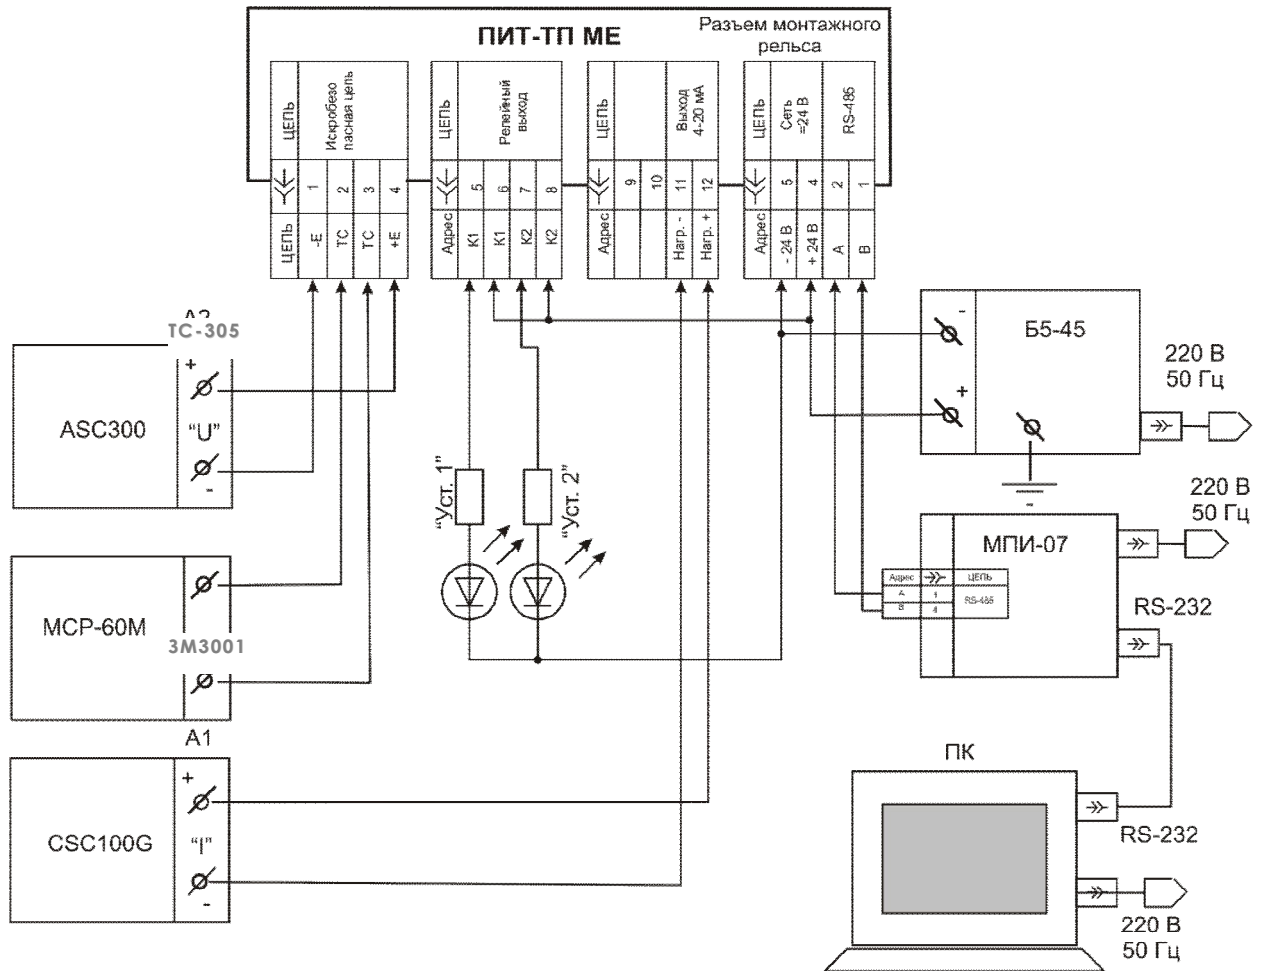 ПИТ-ТП МЕ
Разъем монтажного
рельса
ЦЕПЬ
Искробезо
пасная цепь
1
2
3
4
ЦЕПЬ
-Е
ТС
ТС
+Е
ЦЕПЬ
Релейный
выход
5
6
7
8
Адрес
К1
К1
К2
К2
ЦЕПЬ
Выход
4-20 мА
9
10
11
12
Адрес
Нагр. -
Нагр. +
ЦЕПЬ
Сеть
=24 В
RS-485
5
4
2
1
Адрес
- 24 В
+ 24 В
А
В
ТС-305
+
ASC300
“U”
-
МСР-60М
3М3001
А1
+
CSC100G
“I”
-
“Уст. 1”
“Уст. 2”
-
Б5-45
+
220 В
50 Гц
-
220 В
50 Гц
МПИ-07
Адрес
ЦЕПЬ
А
1
RS-485
В
4
RS-232
ПК
RS-232
220 В
50 Гц